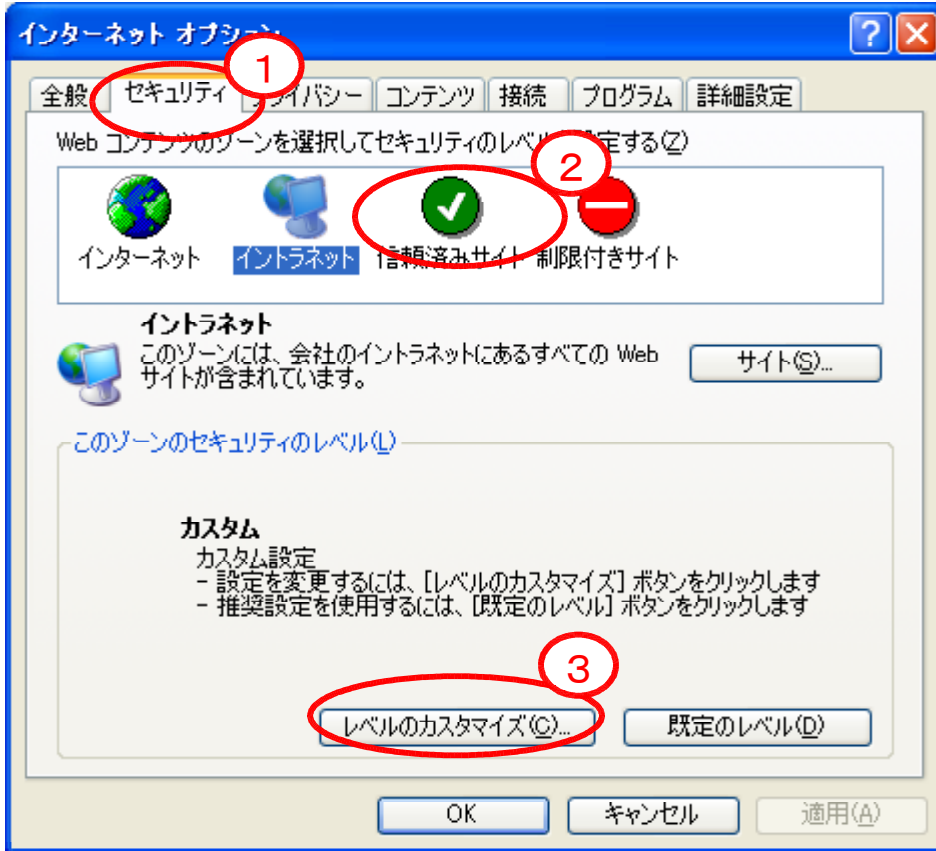 インターネット オプション
1
全般 セキュリティ プライバシー コンテンツ 接続 プログラム 詳細設定
Web コンテンツのゾーンを選択してセキュリティのレベルを設定する(Z)
2
インターネット イントラネット 信頼済みサイト 制限付きサイト
イントラネット
このゾーンには、会社のイントラネットにあるすべての Web
サイトが含まれています。
サイト(S)...
このゾーンのセキュリティのレベル(L)
カスタム
カスタム設定
- 設定を変更するには、[レベルのカスタマイズ] ボタンをクリックします
- 推奨設定を使用するには、[既定のレベル] ボタンをクリックします
3
レベルのカスタマイズ(C)... 既定のレベル(D)
OK キャンセル 適用(A)